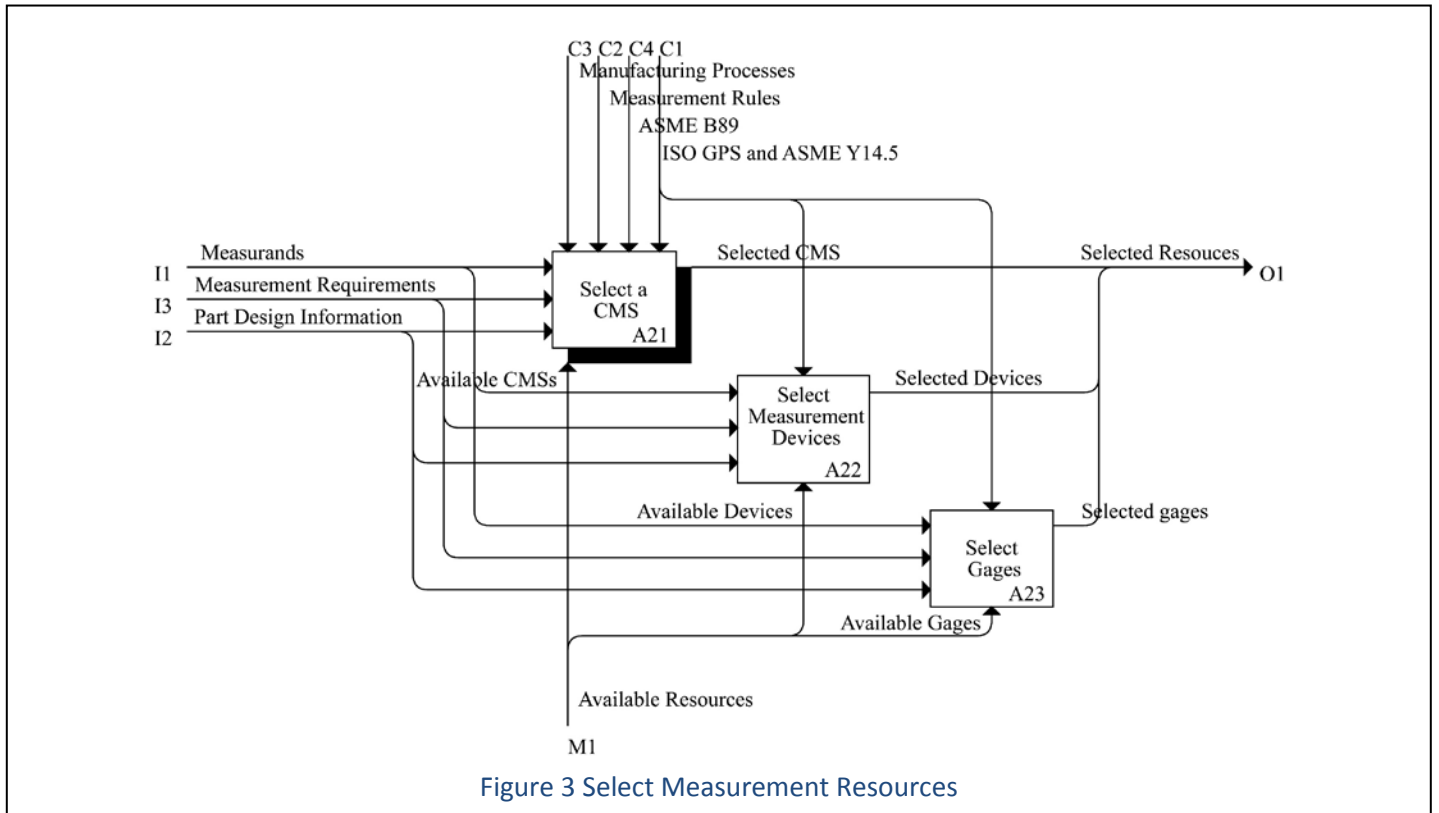 C3 C2 C4 C1
Manufacturing Processes
Measurement Rules
ASME B89
ISO GPS and ASME Y14.5
Measurands
I1
Measurement Requirements
I3
Part Design Information
I2
Select a
CMS
A21
Selected CMS
Selected Resouces
O1
Available CMSs
Select
Measurement
Devices
A22
Selected Devices
Available Devices
Select
Gages
A23
Selected gages
Available Gages
Available Resources
M1
Figure 3 Select Measurement Resources